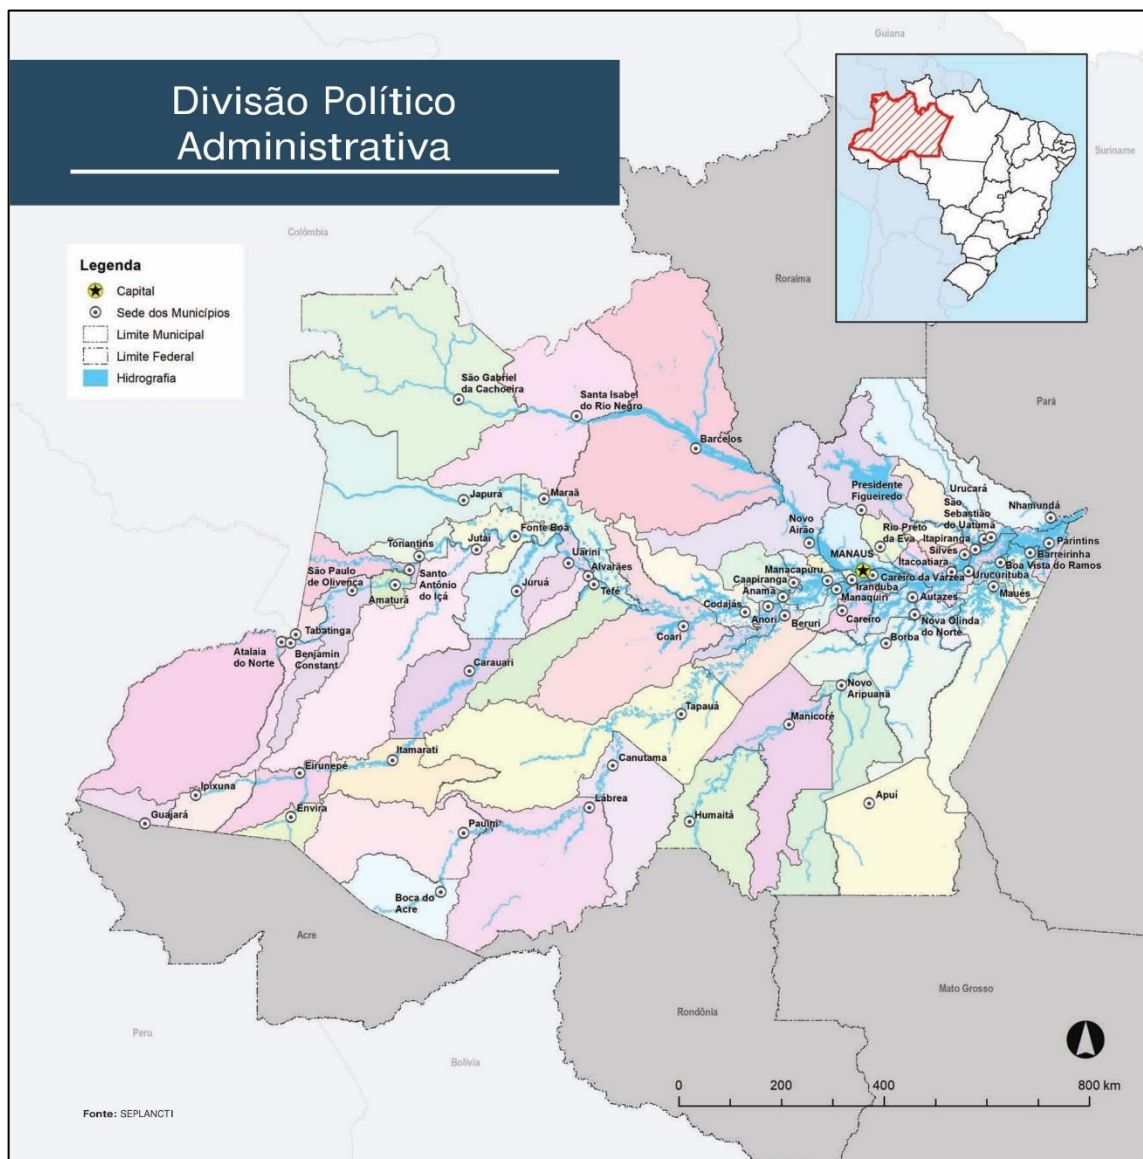 Guiana
Divisão Político
Administrativa
Suriname
Colômbia
Legenda
Capital
Sede dos Municípios
Limite Municipal
Limite Federal
Hidrografia
Roraima
Pará
São Gabriel
da Cachoeira
Santa Isabel
do Rio Negro
Barcelos
Japurá
Maraã
Presidente
Figueiredo
Urucará
São
Sebastião
do Uatumã
Nhamundá
Novo
Airão
Rio Preto
da Eva
Itapiranga
Parintins
Fonte Boa
Jutaí
Tonantins
Uarini
Silves
Barreirinha
MANAUS
Itacoatiara
Boa Vista do Ramos
São Paulo
de Olivença
Santo
Antônio
do Içá
Alvarães
Manacapuru
Careiro da Várzea
Urucurituba
Amaturá
Juruá
Tefé
Caapiranga
Iranduba
Maués
Anamã
Manaquiri
Autazes
Codajás
Anori
Beruri
Careiro
Nova Olinda
do Norte
Coari
Borba
Tabatinga
Atalaia
do Norte
Benjamin
Constant
Carauari
Novo
Aripuanã
Tapauá
Manicoré
Itamarati
Canutama
Eirunepé
Ipixuna
Guajará
Envira
Lábrea
Apuí
Pauini
Humaitá
Boca do
Acre
Acre
Mato Grosso
Rondônia
Peru
Bolívia
0 200 400 800 km
Fonte: SEPLANCTI